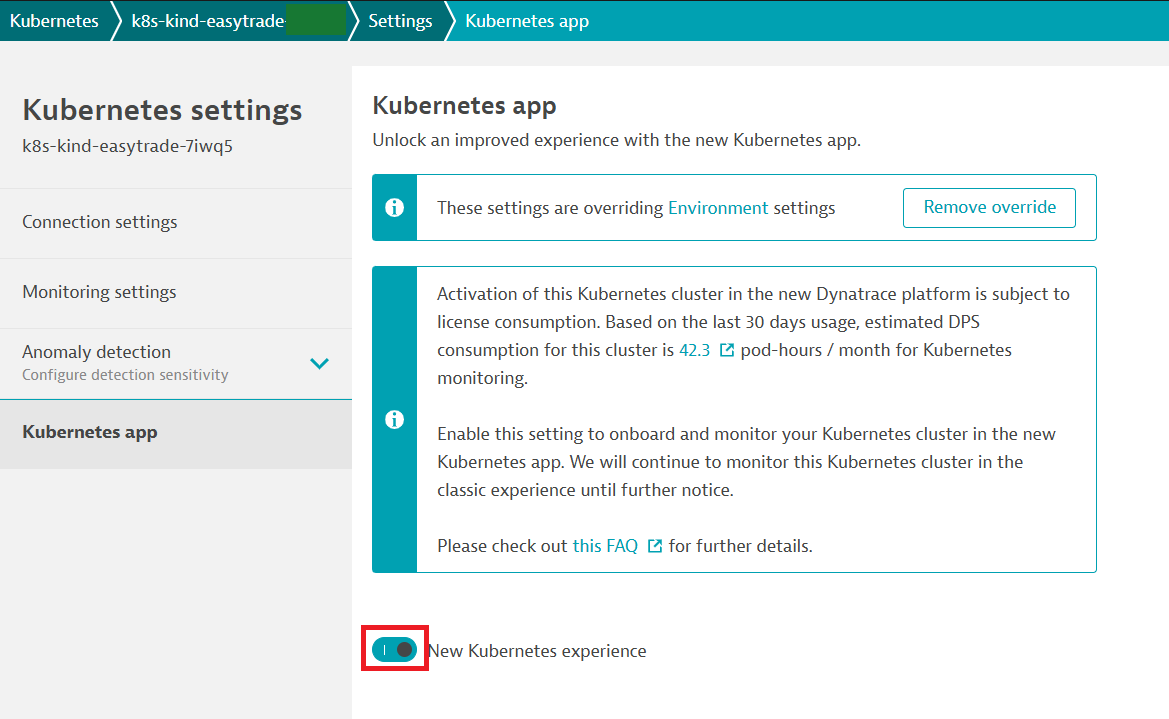 Kubernetes
k8s-kind-easytrade-
Settings
Kubernetes app
Kubernetes settings
k8s-kind-easytrade-7iwq5
Connection settings
Monitoring settings
Anomaly detection
Configure detection sensitivity
Kubernetes app
Kubernetes app
Unlock an improved experience with the new Kubernetes app.
These settings are overriding Environment settings
Remove override
Activation of this Kubernetes cluster in the new Dynatrace platform is subject to
license consumption. Based on the last 30 days usage, estimated DPS
consumption for this cluster is 42.3 pod-hours / month for Kubernetes
monitoring.
Enable this setting to onboard and monitor your Kubernetes cluster in the new
Kubernetes app. We will continue to monitor this Kubernetes cluster in the
classic experience until further notice.
Please check out this FAQ for further details.
New Kubernetes experience